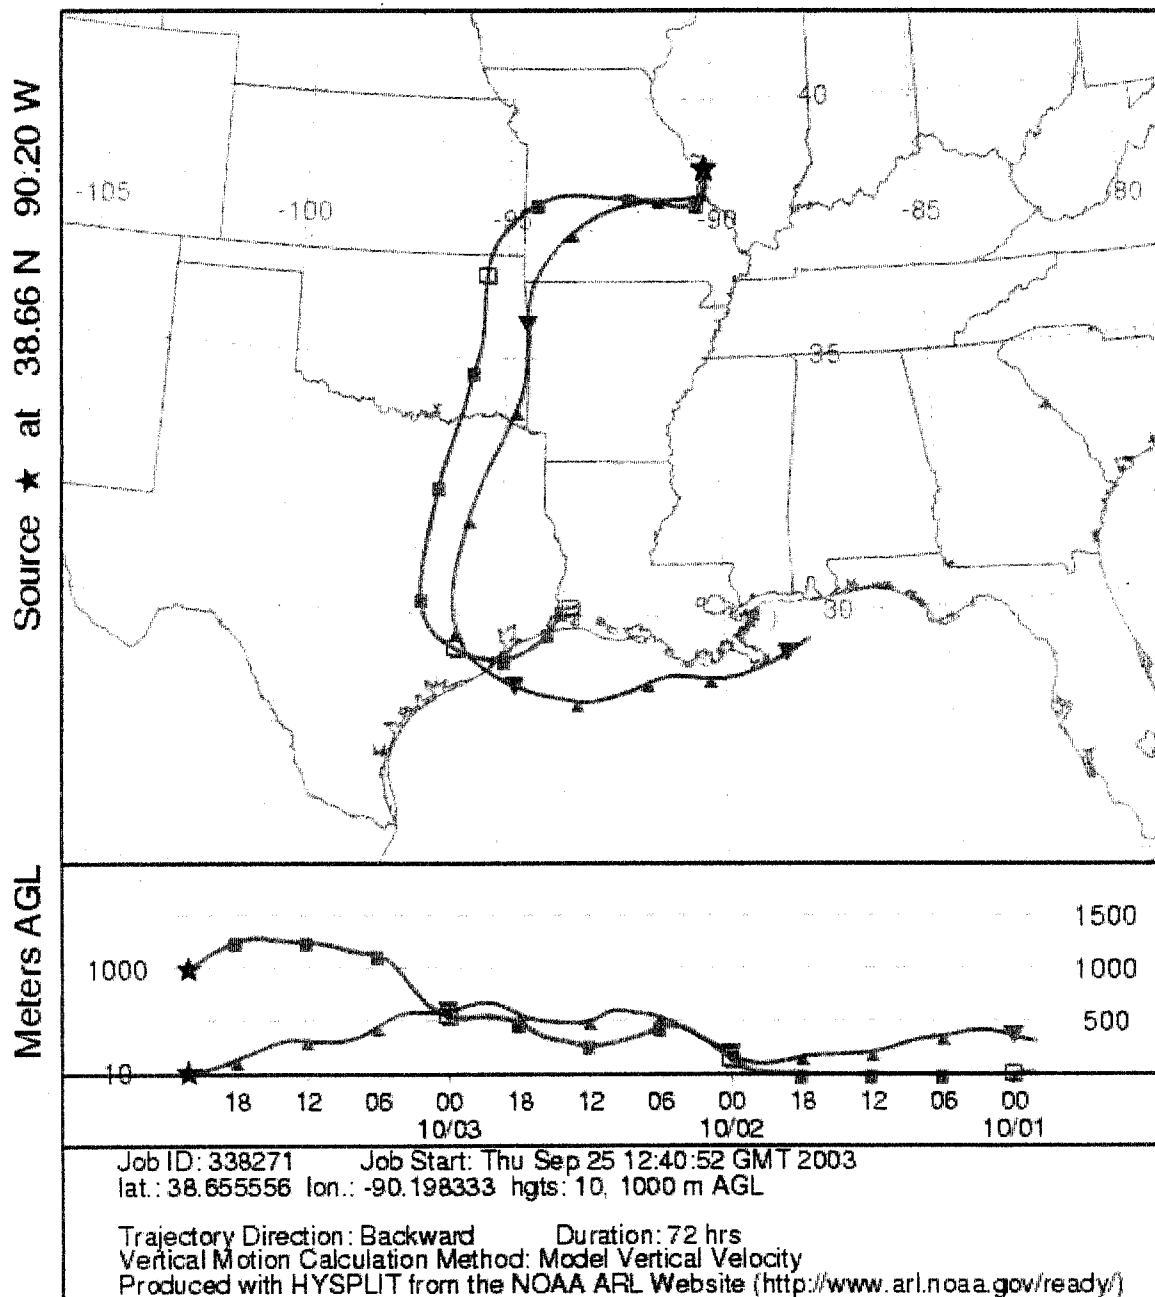 Source ★ at 38.66 N 90.20 W
40
-105
-100
-95
-90
-85
-80
35
30
Meters AGL
1500
1000
1000
500
10
18 12 06 00 18 12 06 00 18 12 06 00
10/03 10/02 10/01
Job ID: 338271 Job Start: Thu Sep 25 12:40:52 GMT 2003
lat.: 38.655556 lon.: -90.198333 hgts: 10, 1000 m AGL
Trajectory Direction: Backward Duration: 72 hrs
Vertical Motion Calculation Method: Model Vertical Velocity
Produced with HYSPLIT from the NOAA ARL Website (http://www.arl.noaa.gov/ready/)